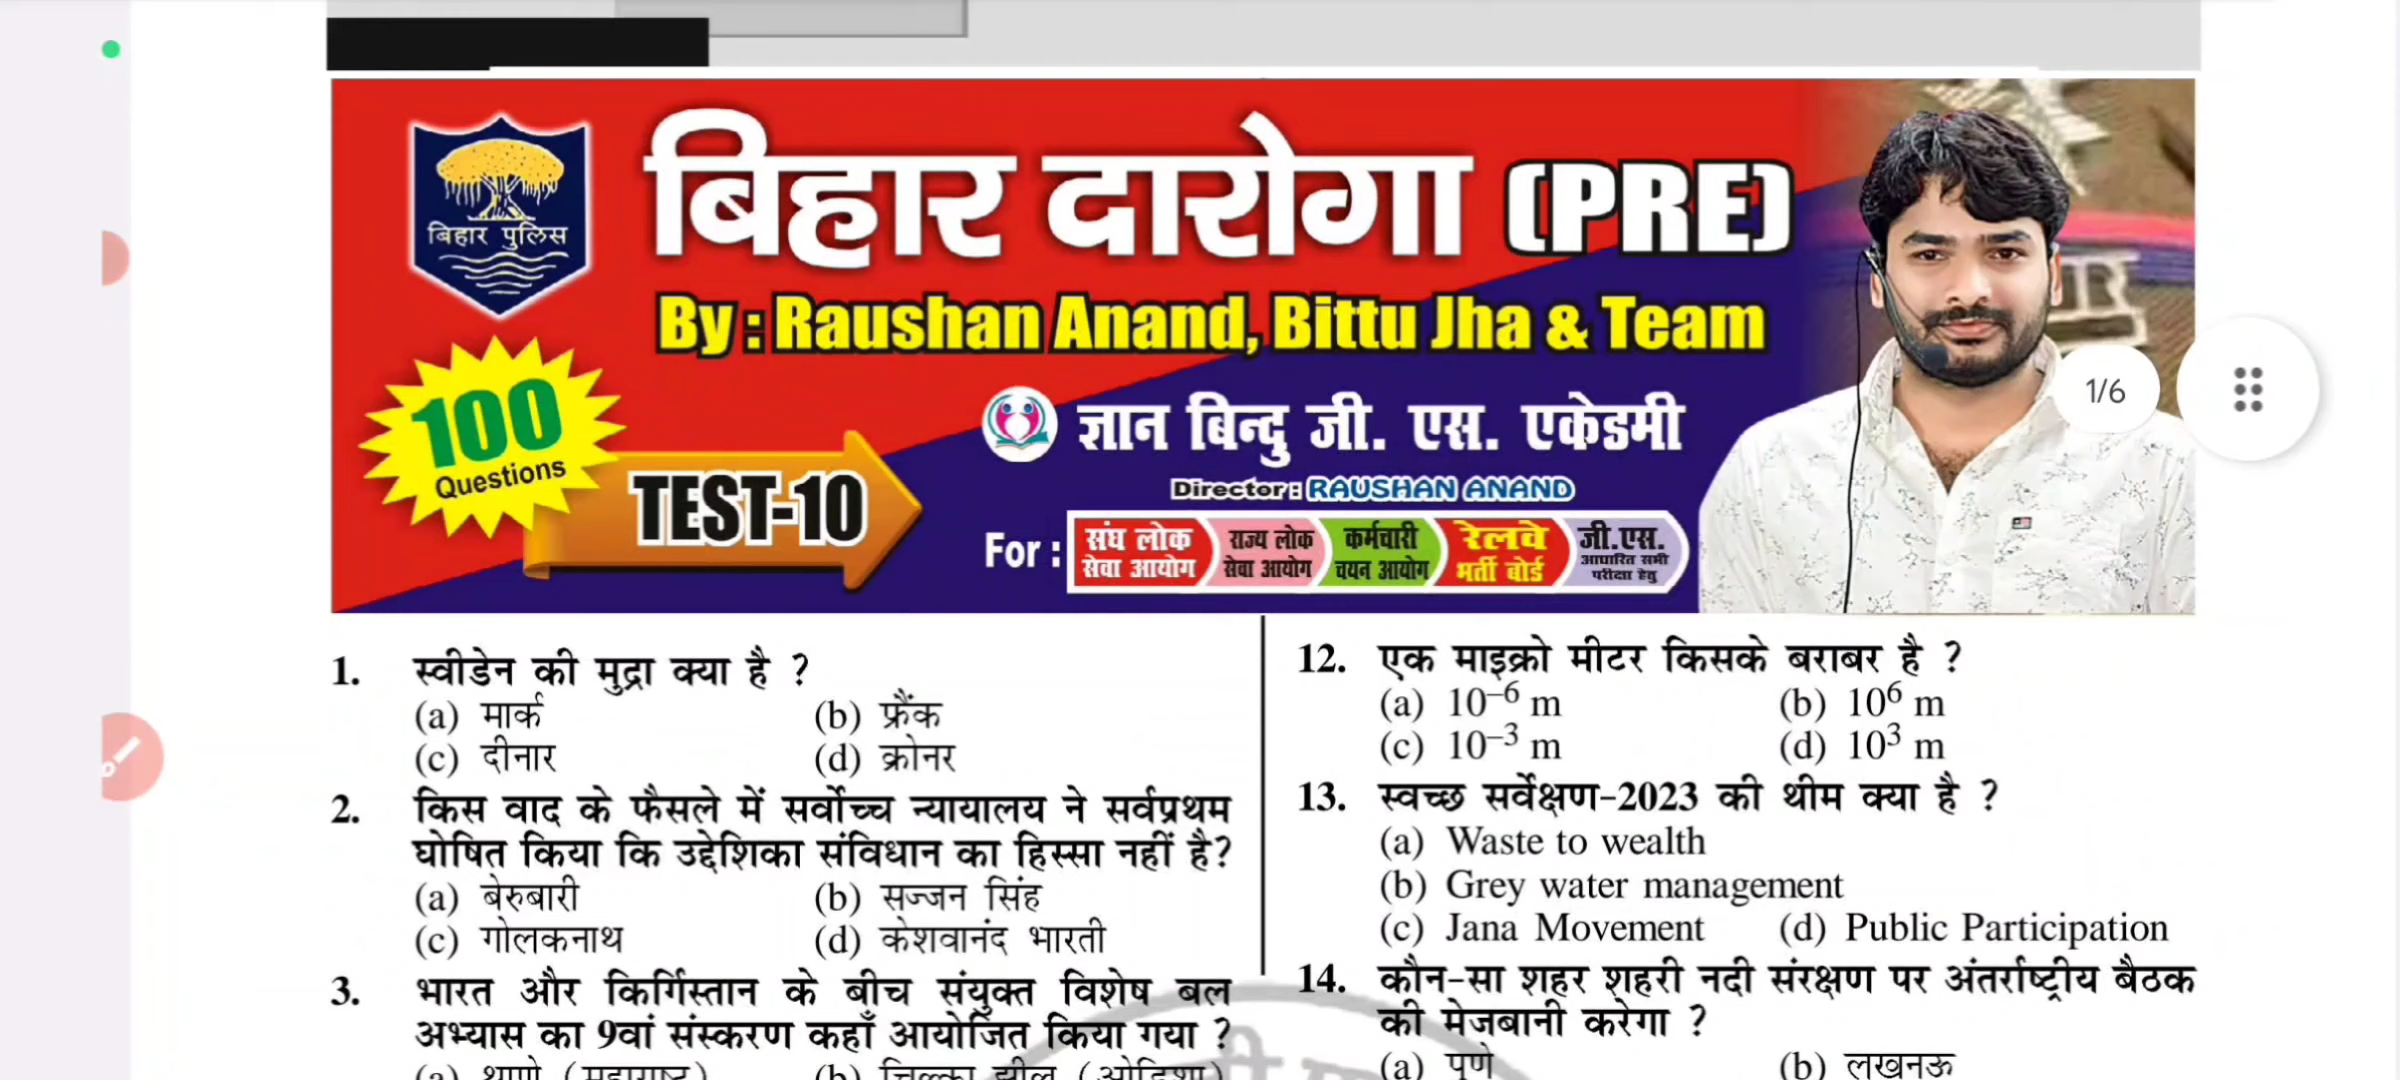 बिहार पुलिस
बिहार दारोगा (PRE)
By : Raushan Anand, Bittu Jha & Team
100
Questions
TEST-10
ज्ञान बिन्दु जी. एस. एकेडमी
Director : RAUSHAN ANAND
For :
संघ लोक
सेवा आयोग
राज्य लोक
सेवा आयोग
कर्मचारी
चयन आयोग
रेलवे
भर्ती बोर्ड
जी.एस.
आधारित सभी
परीक्षा हेतु
1/6
1. स्वीडेन की मुद्रा क्या है ?
(a) मार्क (b) फ्रैंक
(c) दीनार (d) क्रोनर
2. किस वाद के फैसले में सर्वोच्च न्यायालय ने सर्वप्रथम
घोषित किया कि उद्देशिका संविधान का हिस्सा नहीं है?
(a) बेरुबारी (b) सज्जन सिंह
(c) गोलकनाथ (d) केशवानंद भारती
3. भारत और किर्गिस्तान के बीच संयुक्त विशेष बल
अभ्यास का 9वां संस्करण कहाँ आयोजित किया गया ?
(a) थाणे (महाराष्ट्र) (b) चिल्का झील (ओडिशा)
12. एक माइक्रो मीटर किसके बराबर है ?
(a) 10⁻⁶ m (b) 10⁶ m
(c) 10⁻³ m (d) 10³ m
13. स्वच्छ सर्वेक्षण-2023 की थीम क्या है ?
(a) Waste to wealth
(b) Grey water management
(c) Jana Movement (d) Public Participation
14. कौन-सा शहर शहरी नदी संरक्षण पर अंतर्राष्ट्रीय बैठक
की मेजबानी करेगा ?
(a) पूणे (b) लखनऊ